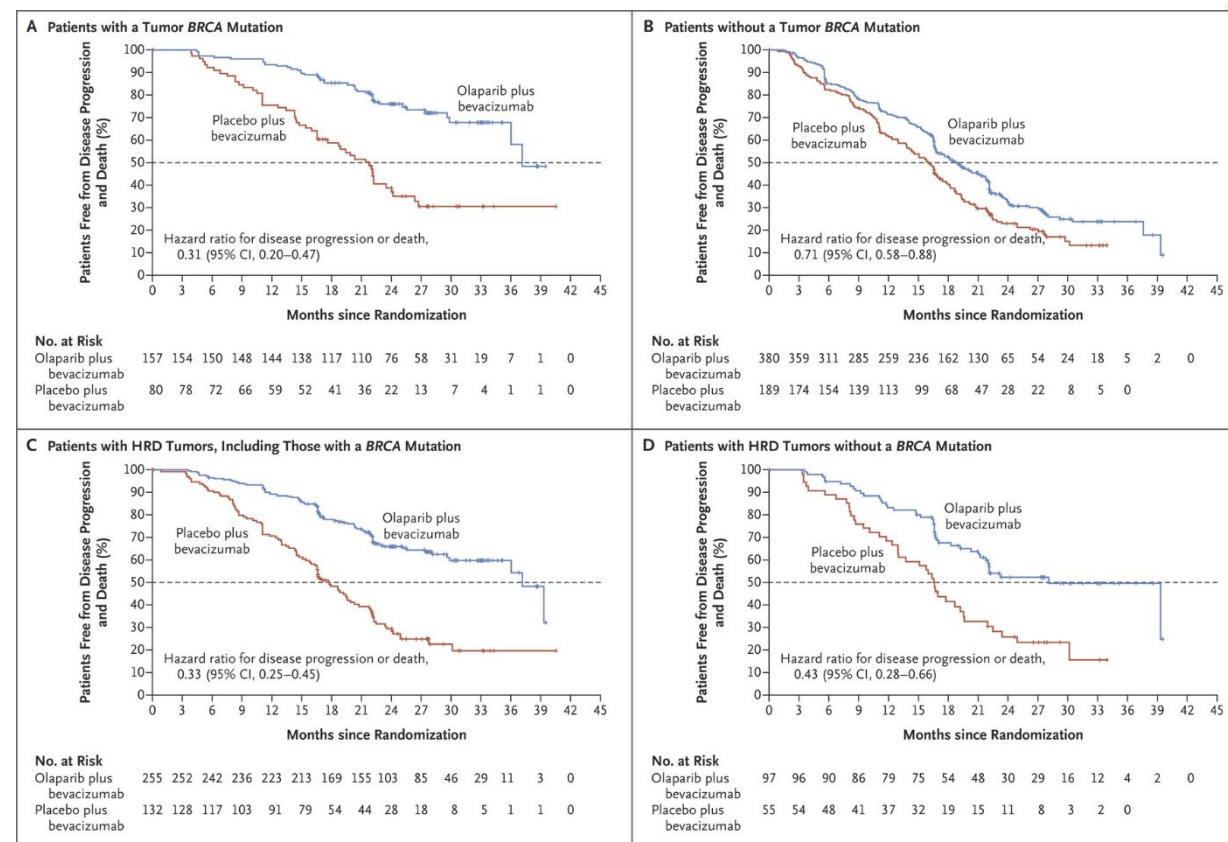 A Patients with a Tumor BRCA Mutation
Patients Free from Disease Progression
and Death (%)
100
90
80
70
60
50
40
30
20
10
0
Olaparib plus
bevacizumab
Placebo plus
bevacizumab
Hazard ratio for disease progression or death,
0.31 (95% CI, 0.20–0.47)
0 3 6 9 12 15 18 21 24 27 30 33 36 39 42 45
Months since Randomization
No. at Risk
Olaparib plus 157 154 150 148 144 138 117 110 76 58 31 19 7 1 0
bevacizumab
Placebo plus 80 78 72 66 59 52 41 36 22 13 7 4 1 1 0
bevacizumab
B Patients without a Tumor BRCA Mutation
Patients Free from Disease Progression
and Death (%)
100
90
80
70
60
50
40
30
20
10
0
Placebo plus
bevacizumab
Olaparib plus
bevacizumab
Hazard ratio for disease progression or death,
0.71 (95% CI, 0.58–0.88)
0 3 6 9 12 15 18 21 24 27 30 33 36 39 42 45
Months since Randomization
No. at Risk
Olaparib plus 380 359 311 285 259 236 162 130 65 54 24 18 5 2 0
bevacizumab
Placebo plus 189 174 154 139 113 99 68 47 28 22 8 5 0
bevacizumab
C Patients with HRD Tumors, Including Those with a BRCA Mutation
Patients Free from Disease Progression
and Death (%)
100
90
80
70
60
50
40
30
20
10
0
Placebo plus
bevacizumab
Olaparib plus
bevacizumab
Hazard ratio for disease progression or death,
0.33 (95% CI, 0.25–0.45)
0 3 6 9 12 15 18 21 24 27 30 33 36 39 42 45
Months since Randomization
No. at Risk
Olaparib plus 255 252 242 236 223 213 169 155 103 85 46 29 11 3 0
bevacizumab
Placebo plus 132 128 117 103 91 79 54 44 28 18 8 5 1 1 0
bevacizumab
D Patients with HRD Tumors without a BRCA Mutation
Patients Free from Disease Progression
and Death (%)
100
90
80
70
60
50
40
30
20
10
0
Olaparib plus
bevacizumab
Placebo plus
bevacizumab
Hazard ratio for disease progression or death,
0.43 (95% CI, 0.28–0.66)
0 3 6 9 12 15 18 21 24 27 30 33 36 39 42 45
Months since Randomization
No. at Risk
Olaparib plus 97 96 90 86 79 75 54 48 30 29 16 12 4 2 0
bevacizumab
Placebo plus 55 54 48 41 37 32 19 15 11 8 3 2 0
bevacizumab